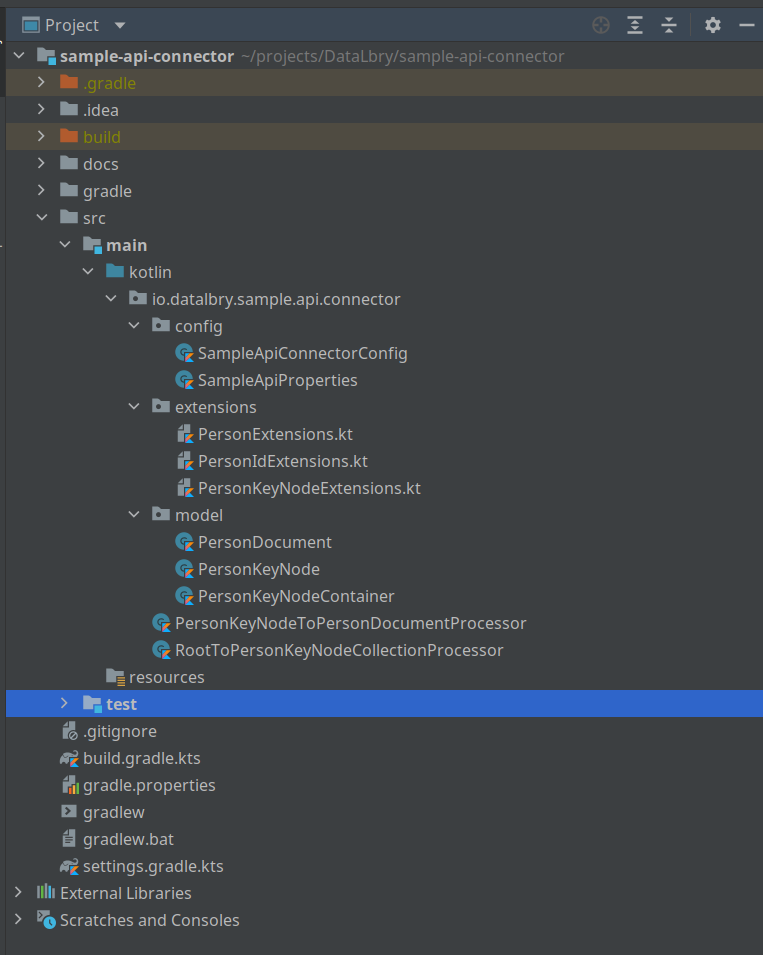 Project
sample-api-connector ~/projects/DataLbry/sample-api-connector
.gradle
.idea
build
docs
gradle
src
main
kotlin
io.datalbry.sample.api.connector
config
SampleApiConnectorConfig
SampleApiProperties
extensions
PersonExtensions.kt
PersonIdExtensions.kt
PersonKeyNodeExtensions.kt
model
PersonDocument
PersonKeyNode
PersonKeyNodeContainer
PersonKeyNodeToPersonDocumentProcessor
RootToPersonKeyNodeCollectionProcessor
resources
test
.gitignore
build.gradle.kts
gradle.properties
gradlew
gradlew.bat
settings.gradle.kts
External Libraries
Scratches and Consoles